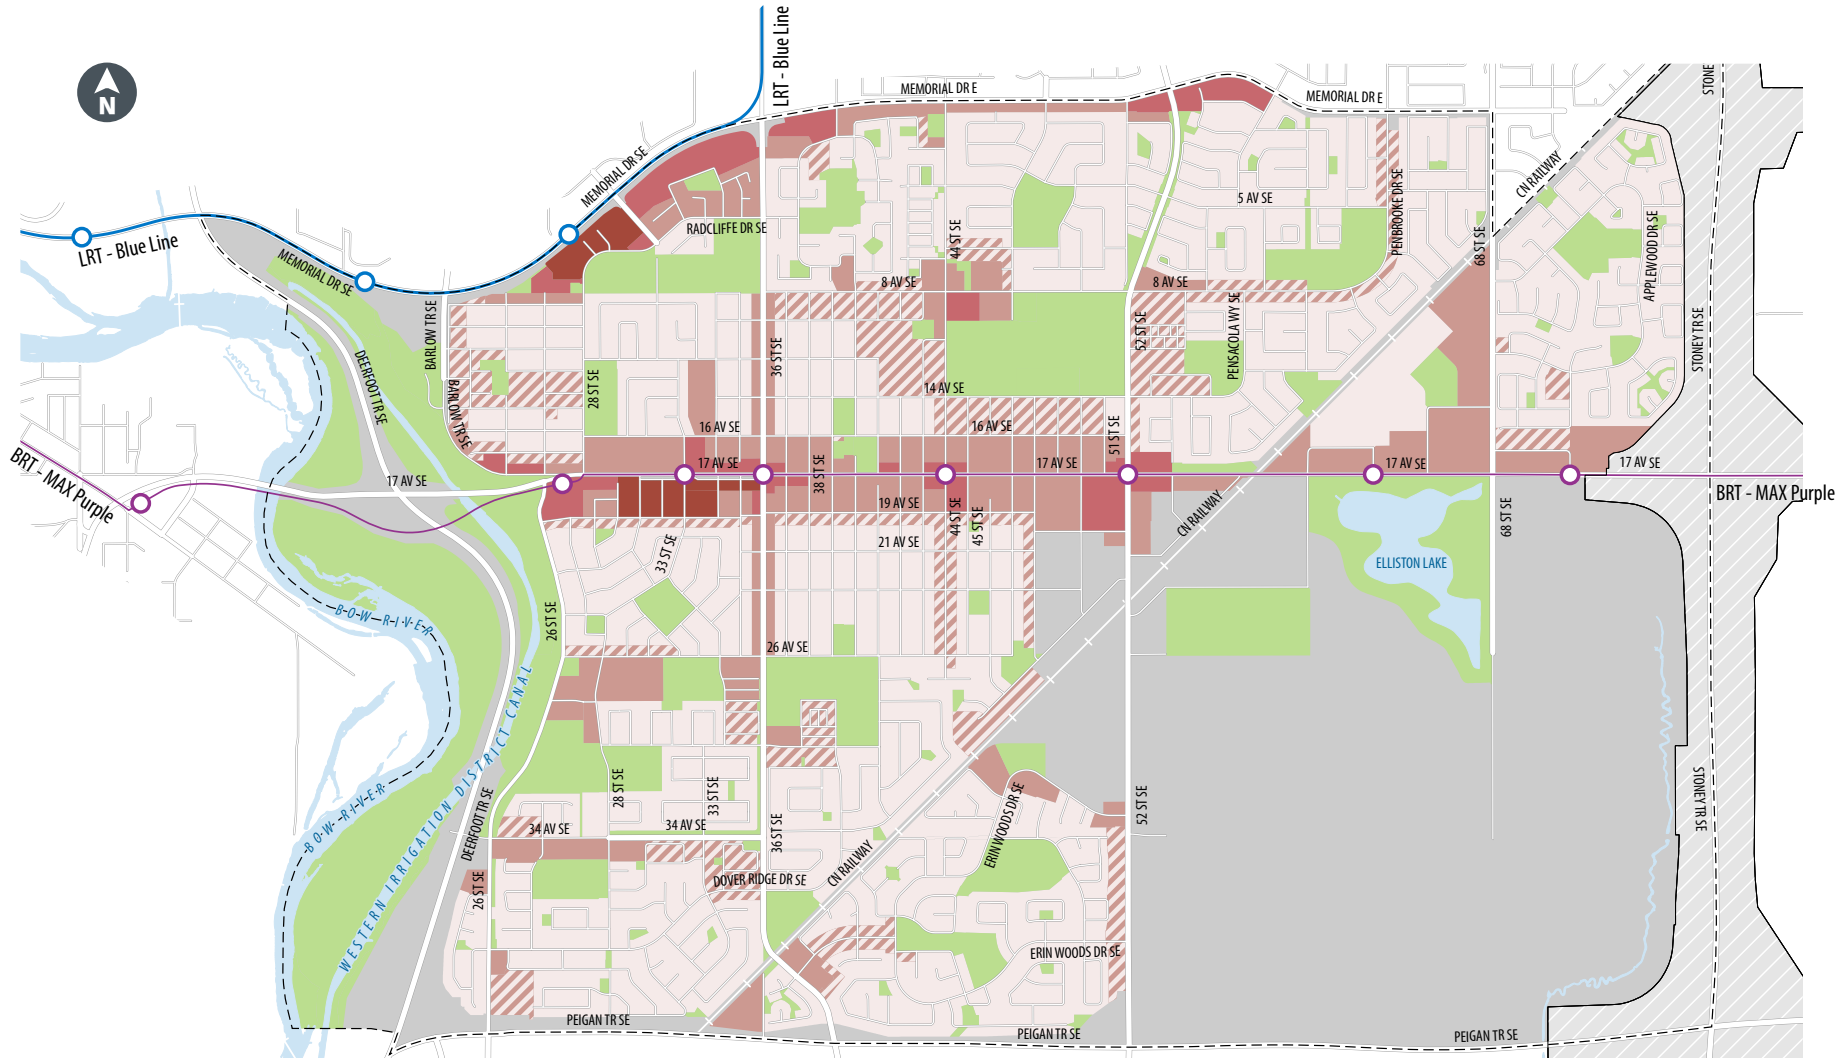 LRT - Blue Line
STONE
MEMORIAL DR E
MEMORIAL DR E
N
MEMORIAL DR SE
CN RAILWAY
PENBROOKE DR SE
5 AV SE
RADCLIFFE DR SE
44 ST SE
68 ST SE
APPLEWOOD DR SE
LRT - Blue Line
MEMORIAL DR SE
8 AV SE
8 AV SE
BARLOW TR SE
52 ST SE
PENSACOLA WY SE
STONEY TR SE
36 ST SE
DEERFOOT TR SE
28 ST SE
14 AV SE
BARLOW TR SE
16 AV SE
16 AV SE
51 ST SE
BRT - MAX Purple
17 AV SE
17 AV SE
17 AV SE
17 AV SE
17 AV SE
38 ST SE
BRT - MAX Purple
19 AV SE
44 ST SE
45 ST SE
CN RAILWAY
68 ST SE
21 AV SE
33 ST SE
ELLISTON LAKE
BOW RIVER
26 ST SE
26 AV SE
WESTERN IRRIGATION DISTRICT CANAL
BOW RIVER
28 ST SE
33 ST SE
DEERFOOT TR SE
34 AV SE
34 AV SE
36 ST SE
ERINWOODS DR SE
52 ST SE
STONEY TR SE
CN RAILWAY
DOVER RIDGE DR SE
26 ST SE
ERIN WOODS DR SE
PEIGAN TR SE
PEIGAN TR SE
PEIGAN TR SE